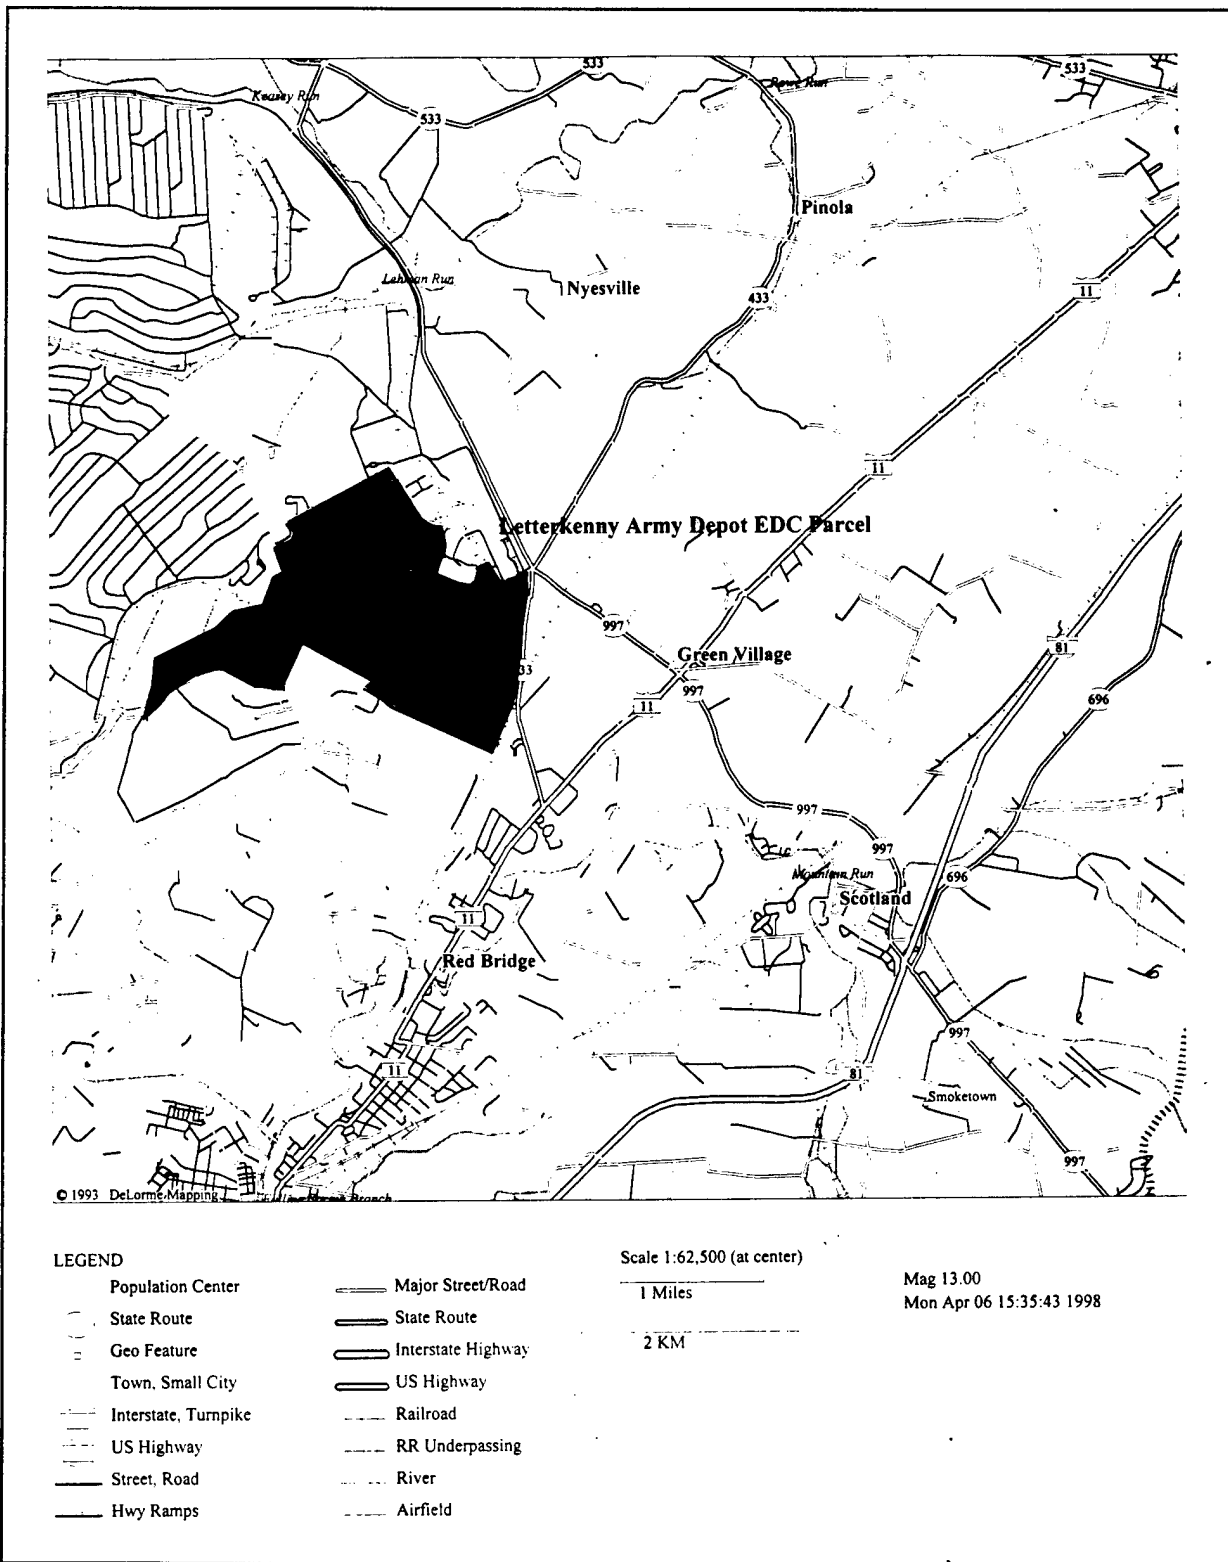 533
533
Keasey Run
Rowe Run
533
Pinola
Lehman Run
Nyesville
433
11
11
Letterkenny Army Depot EDC Parcel
997
Green Village
81
33
997
11
696
997
997
Mountain Run
696
Scotland
11
Red Bridge
997
11
81
Smoketown
997
© 1993 DeLorme Mapping
Branch
LEGEND
Population Center
State Route
Geo Feature
Town, Small City
Interstate, Turnpike
US Highway
Street, Road
Hwy Ramps
Major Street/Road
State Route
Interstate Highway
US Highway
Railroad
RR Underpassing
River
Airfield
Scale 1:62,500 (at center)
1 Miles
2 KM
Mag 13.00
Mon Apr 06 15:35:43 1998